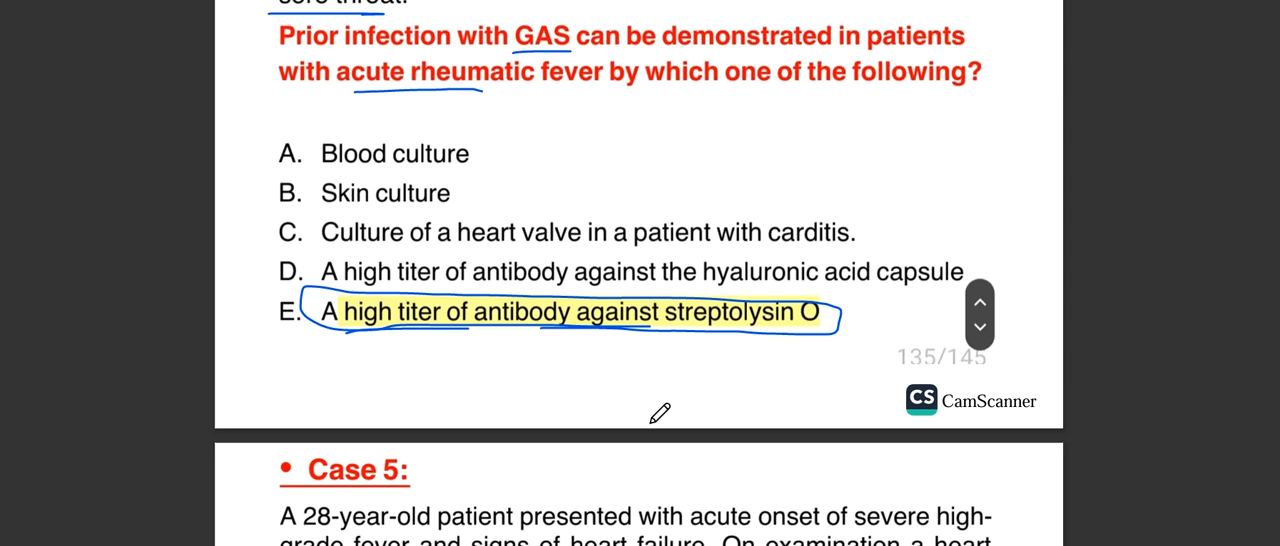 Prior infection with GAS can be demonstrated in patients
with acute rheumatic fever by which one of the following?
A. Blood culture
B. Skin culture
C. Culture of a heart valve in a patient with carditis.
D. A high titer of antibody against the hyaluronic acid capsule
E. A high titer of antibody against streptolysin O
135/145
CS CamScanner
• Case 5:
A 28-year-old patient presented with acute onset of severe high-